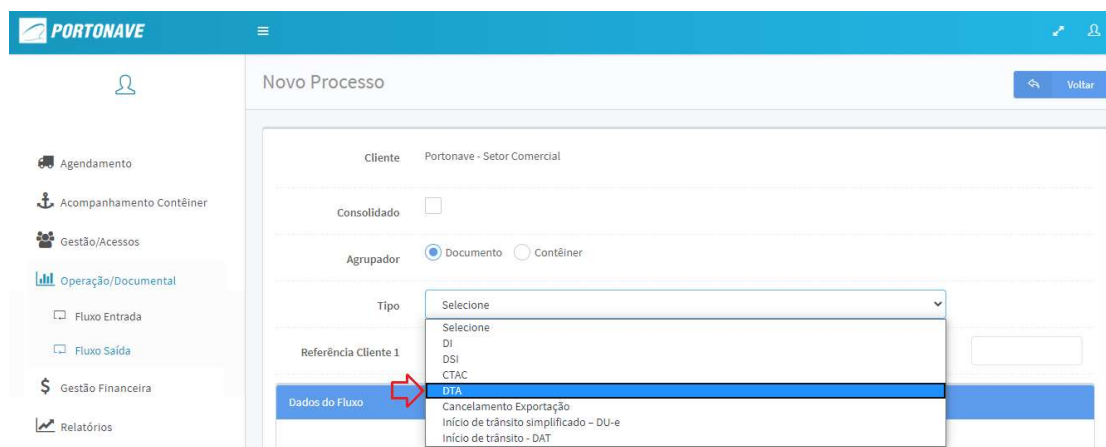 PORTONAVE
Novo Processo
Voltar
Agendamento
Acompanhamento Contêiner
Gestão/Acessos
Operação/Documental
Fluxo Entrada
Fluxo Saída
Gestão Financeira
Relatórios
Cliente Portonave - Setor Comercial
Consolidado
Agrupador Documento Contêiner
Tipo Selecione
Selecione
DI
DSI
CTAC
DTA
Cancelamento Exportação
Início de trânsito simplificado – DU-e
Início de trânsito - DAT
Referência Cliente 1
Dados do Fluxo